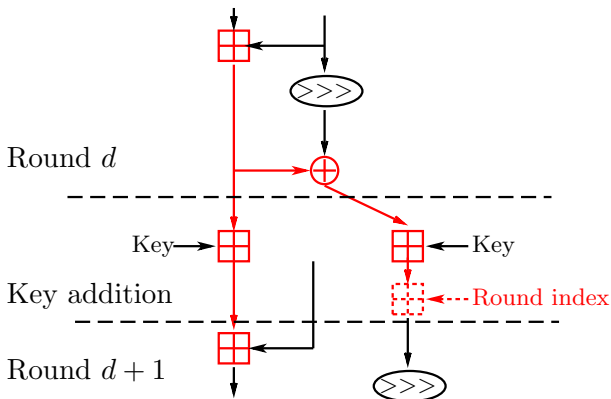 >>>
Round d
Key
Key
Key addition
Round index
Round d + 1
>>>